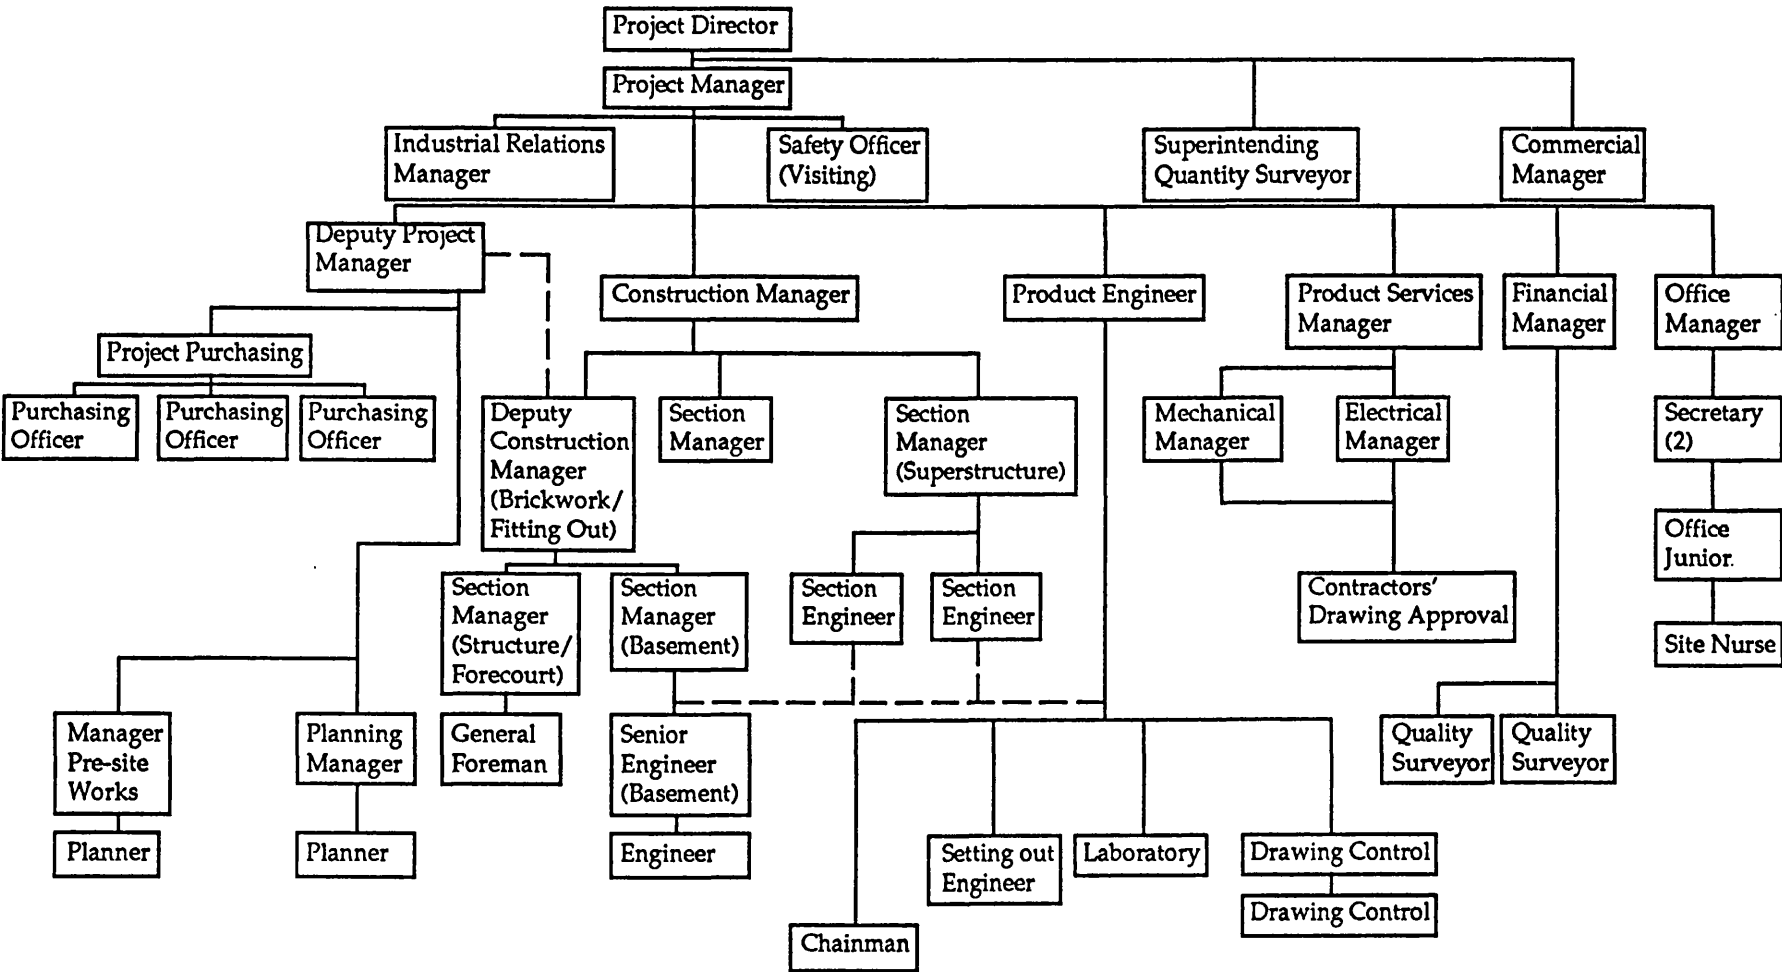 Project Director
Project Manager
Industrial Relations
Manager
Safety Officer
(Visiting)
Superintending
Quantity Surveyor
Commercial
Manager
Deputy Project
Manager
Construction Manager
Product Engineer
Product Services
Manager
Financial
Manager
Office
Manager
Project Purchasing
Purchasing
Officer
Purchasing
Officer
Purchasing
Officer
Deputy
Construction
Manager
(Brickwork/
Fitting Out)
Section
Manager
Section
Manager
(Superstructure)
Mechanical
Manager
Electrical
Manager
Secretary
(2)
Office
Junior.
Section
Manager
(Structure/
Forecourt)
Section
Manager
(Basement)
Section
Engineer
Section
Engineer
Contractors'
Drawing Approval
Site Nurse
Manager
Pre-site
Works
Planning
Manager
General
Foreman
Senior
Engineer
(Basement)
Quality
Surveyor
Quality
Surveyor
Planner
Planner
Engineer
Setting out
Engineer
Laboratory
Drawing Control
Drawing Control
Chainman